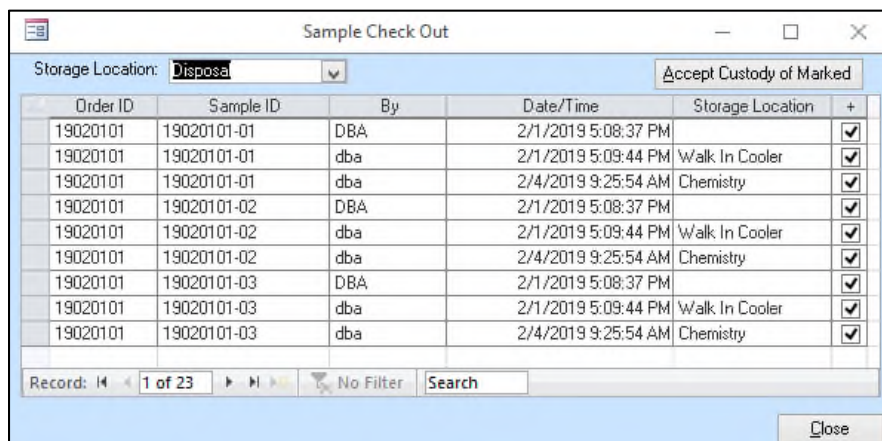 Sample Check Out
Storage Location: Disposal Accept Custody of Marked
Order ID Sample ID By Date/Time Storage Location +
19020101 19020101-01 DBA 2/1/2019 5:08:37 PM
19020101 19020101-01 dba 2/1/2019 5:09:44 PM Walk In Cooler
19020101 19020101-01 dba 2/4/2019 9:25:54 AM Chemistry
19020101 19020101-02 DBA 2/1/2019 5:08:37 PM
19020101 19020101-02 dba 2/1/2019 5:09:44 PM Walk In Cooler
19020101 19020101-02 dba 2/4/2019 9:25:54 AM Chemistry
19020101 19020101-03 DBA 2/1/2019 5:08:37 PM
19020101 19020101-03 dba 2/1/2019 5:09:44 PM Walk In Cooler
19020101 19020101-03 dba 2/4/2019 9:25:54 AM Chemistry
Record: 1 of 23 No Filter Search
Close